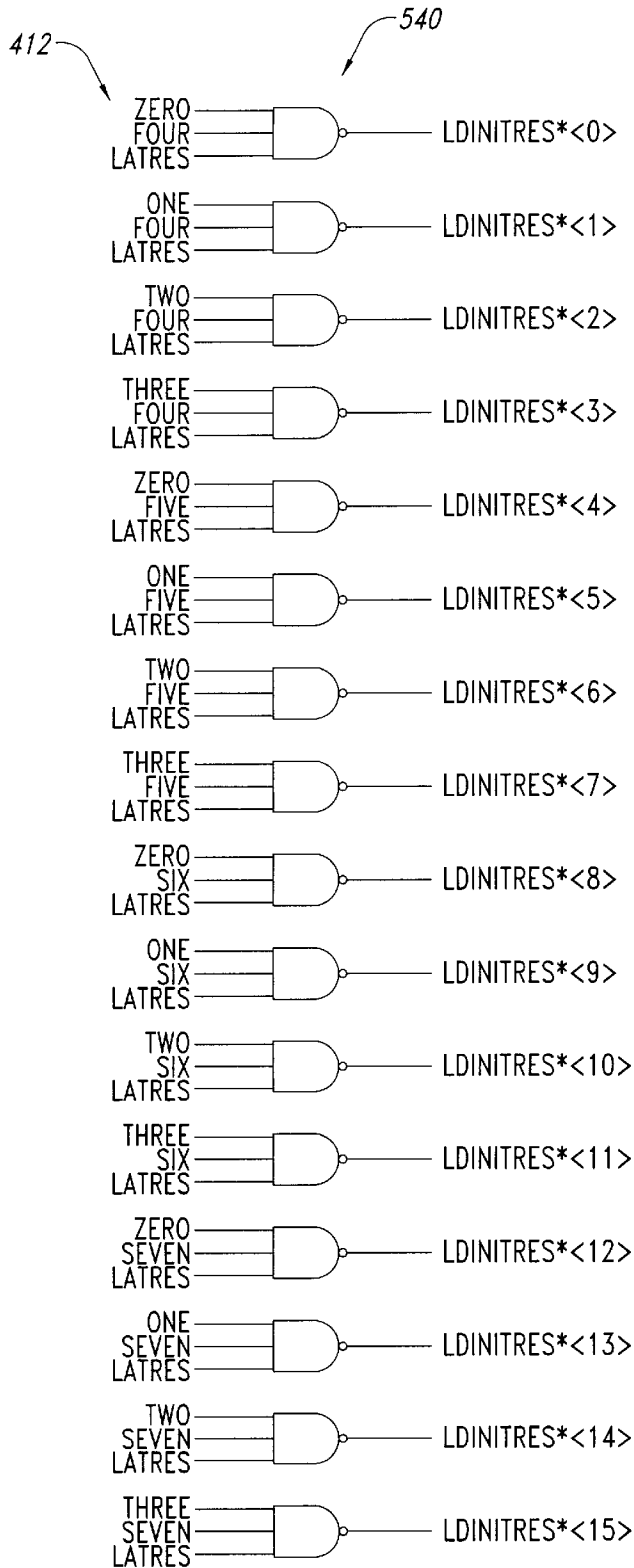 412
540
ZERO
FOUR
LATRES
LDINITRES*<0>
ONE
FOUR
LATRES
LDINITRES*<1>
TWO
FOUR
LATRES
LDINITRES*<2>
THREE
FOUR
LATRES
LDINITRES*<3>
ZERO
FIVE
LATRES
LDINITRES*<4>
ONE
FIVE
LATRES
LDINITRES*<5>
TWO
FIVE
LATRES
LDINITRES*<6>
THREE
FIVE
LATRES
LDINITRES*<7>
ZERO
SIX
LATRES
LDINITRES*<8>
ONE
SIX
LATRES
LDINITRES*<9>
TWO
SIX
LATRES
LDINITRES*<10>
THREE
SIX
LATRES
LDINITRES*<11>
ZERO
SEVEN
LATRES
LDINITRES*<12>
ONE
SEVEN
LATRES
LDINITRES*<13>
TWO
SEVEN
LATRES
LDINITRES*<14>
THREE
SEVEN
LATRES
LDINITRES*<15>